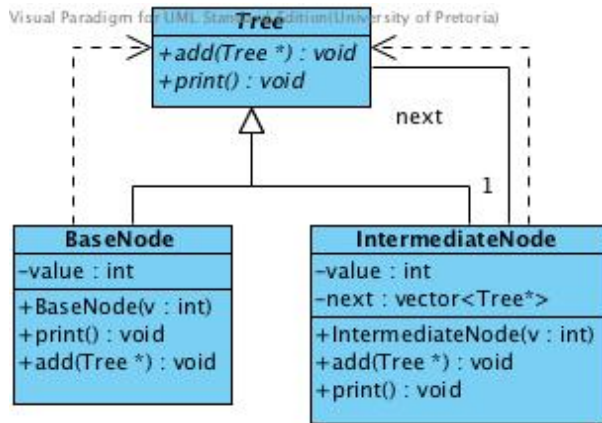 Visual Paradigm for UML Standard Edition(University of Pretoria)
Tree
+add(Tree *) : void
+print() : void
next
1
BaseNode
-value : int
+BaseNode(v : int)
+print() : void
+add(Tree *) : void
IntermediateNode
-value : int
-next : vector<Tree*>
+IntermediateNode(v : int)
+add(Tree *) : void
+print() : void